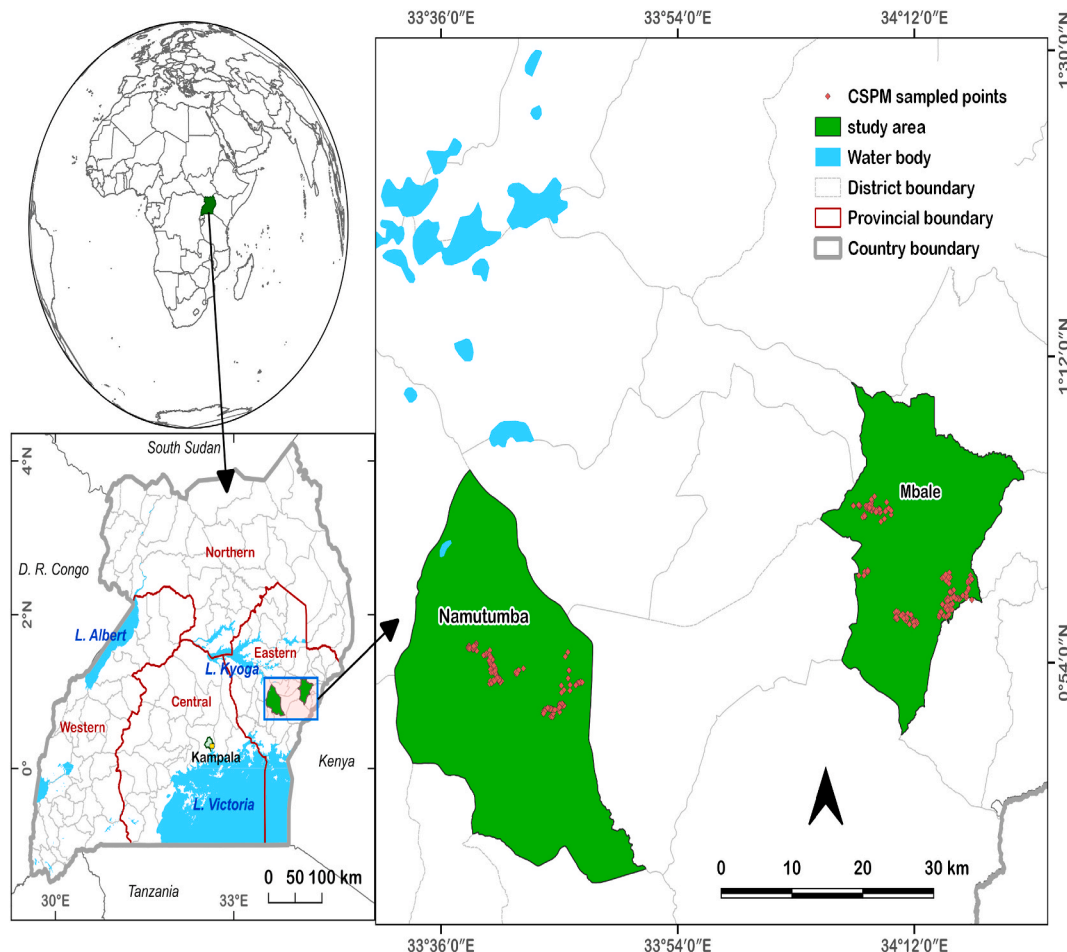 33°36′0″E
33°54′0″E
34°12′0″E
1°30′0″N
CSPM sampled points
study area
Water body
District boundary
Provincial boundary
Country boundary
1°12′0″N
Mbale
Namutumba
0°54′0″N
0 10 20 30 km
33°36′0″E
33°54′0″E
34°12′0″E
South Sudan
4°N
Northern
D. R. Congo
2°N
L. Albert
Eastern
L. Kyoga
Central
Western
Kampala
Kenya
0°
L. Victoria
Tanzania
0 50 100 km
30°E
33°E